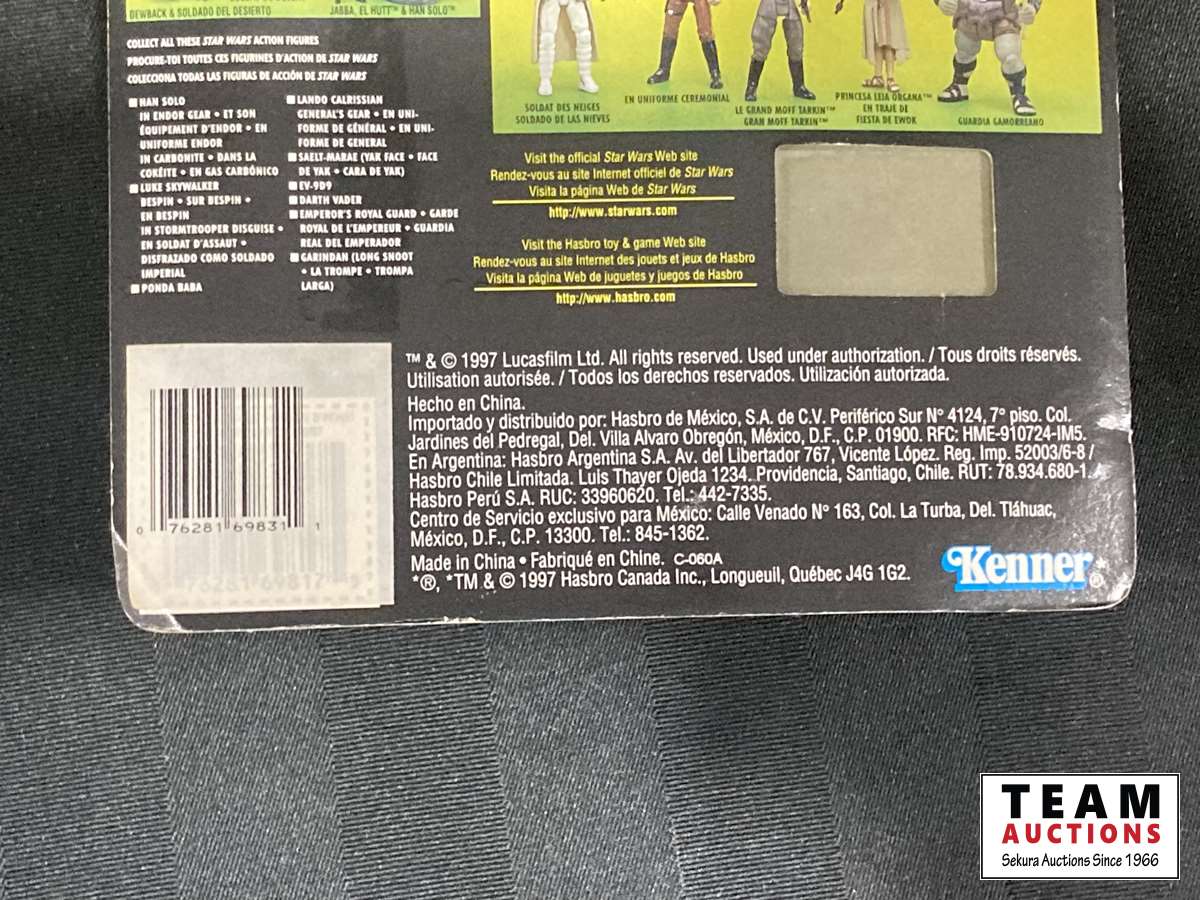 DEWBACK & SOLDADO DEL DESIERTO
JABBA, EL HUTT™ & HAN SOLO™
COLLECT ALL THESE STAR WARS ACTION FIGURES
PROCURE-TOI TOUTES CES FIGURINES D'ACTION DE STAR WARS
COLECCIONA TODAS LAS FIGURAS DE ACCIÓN DE STAR WARS
HAN SOLO
IN ENDOR GEAR • ET SON
ÉQUIPEMENT D'ENDOR • EN
UNIFORME ENDOR
IN CARBONITE • DANS LA
COKÉITE • EN GAS CARBÓNICO
LUKE SKYWALKER
BESPIN • SUR BESPIN •
EN BESPIN
IN STORMTROOPER DISGUISE •
EN SOLDAT D'ASSAUT •
DISFRAZADO COMO SOLDADO
IMPERIAL
PONDA BABA
LANDO CALRISSIAN
GENERAL'S GEAR • EN UNI-
FORME DE GÉNÉRAL • EN UNI-
FORME DE GENERAL
SAELT-MARAE (YAK FACE • FACE
DE YAK • CARA DE YAK)
EV-9D9
DARTH VADER
EMPEROR'S ROYAL GUARD • GARDE
ROYAL DE L'EMPEREUR • GUARDIA
REAL DEL EMPERADOR
GARINDAN (LONG SNOOT
• LA TROMPE • TROMPA
LARGA)
SOLDAT DES NEIGES
SOLDADO DE LAS NIEVES
EN UNIFORME CEREMONIAL
LE GRAND MOFF TARKIN™
GRAN MOFF TARKIN™
PRINCESA LEIA ORGANA™
EN TRAJE DE
FIESTA DE EWOK
GUARDIA GAMORREANO
Visit the official Star Wars Web site
Rendez-vous au site Internet officiel de Star Wars
Visita la página Web de Star Wars
http://www.starwars.com
Visit the Hasbro toy & game Web site
Rendez-vous au site Internet des jouets et jeux de Hasbro
Visita la página Web de juguetes y juegos de Hasbro
http://www.hasbro.com
0 76281 69831 1
76281 69817 9
™ & © 1997 Lucasfilm Ltd. All rights reserved. Used under authorization. / Tous droits réservés.
Utilisation autorisée. / Todos los derechos reservados. Utilización autorizada.
Hecho en China.
Importado y distribuido por: Hasbro de México, S.A. de C.V. Periférico Sur N° 4124, 7° piso. Col.
Jardines del Pedregal, Del. Villa Alvaro Obregón, México, D.F., C.P. 01900. RFC: HME-910724-IM5.
En Argentina: Hasbro Argentina S.A. Av. del Libertador 767, Vicente López. Reg. Imp. 52003/6-8 /
Hasbro Chile Limitada. Luis Thayer Ojeda 1234. Providencia, Santiago, Chile. RUT: 78.934.680-1. /
Hasbro Perú S.A. RUC: 33960620. Tel.: 442-7335.
Centro de Servicio exclusivo para México: Calle Venado N° 163, Col. La Turba, Del. Tláhuac,
México, D.F., C.P. 13300. Tel.: 845-1362.
Made in China • Fabriqué en Chine. C-060A
*®, *™ & © 1997 Hasbro Canada Inc., Longueuil, Québec J4G 1G2.
Kenner®*
TEAM
AUCTIONS
Sekura Auctions Since 1966